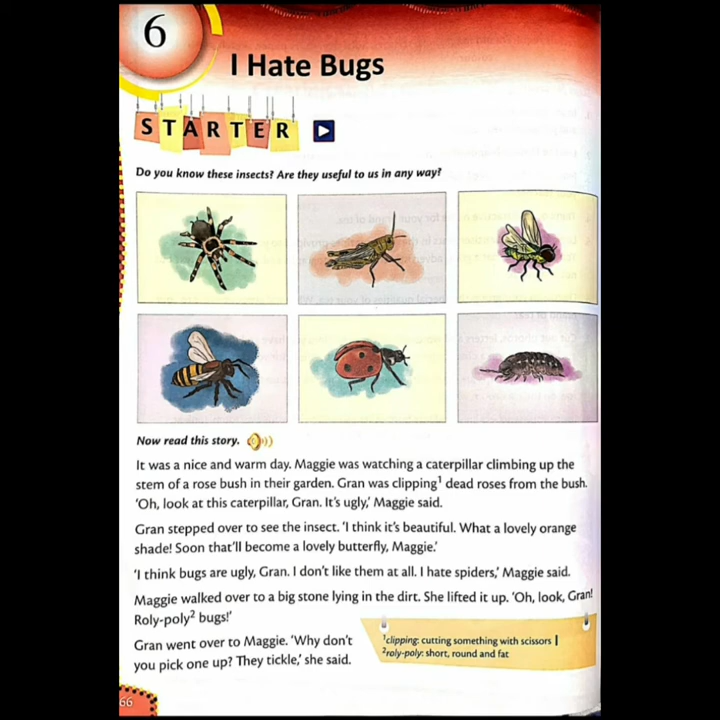 6
I Hate Bugs
STARTER
Do you know these insects? Are they useful to us in any way?
Now read this story.
It was a nice and warm day. Maggie was watching a caterpillar climbing up the
stem of a rose bush in their garden. Gran was clipping¹ dead roses from the bush.
'Oh, look at this caterpillar, Gran. It's ugly,' Maggie said.
Gran stepped over to see the insect. 'I think it's beautiful. What a lovely orange
shade! Soon that'll become a lovely butterfly, Maggie.'
'I think bugs are ugly, Gran. I don't like them at all. I hate spiders,' Maggie said.
Maggie walked over to a big stone lying in the dirt. She lifted it up. 'Oh, look, Gran!
Roly-poly² bugs!'
Gran went over to Maggie. 'Why don't
you pick one up? They tickle,' she said.
¹clipping: cutting something with scissors |
²roly-poly: short, round and fat
66